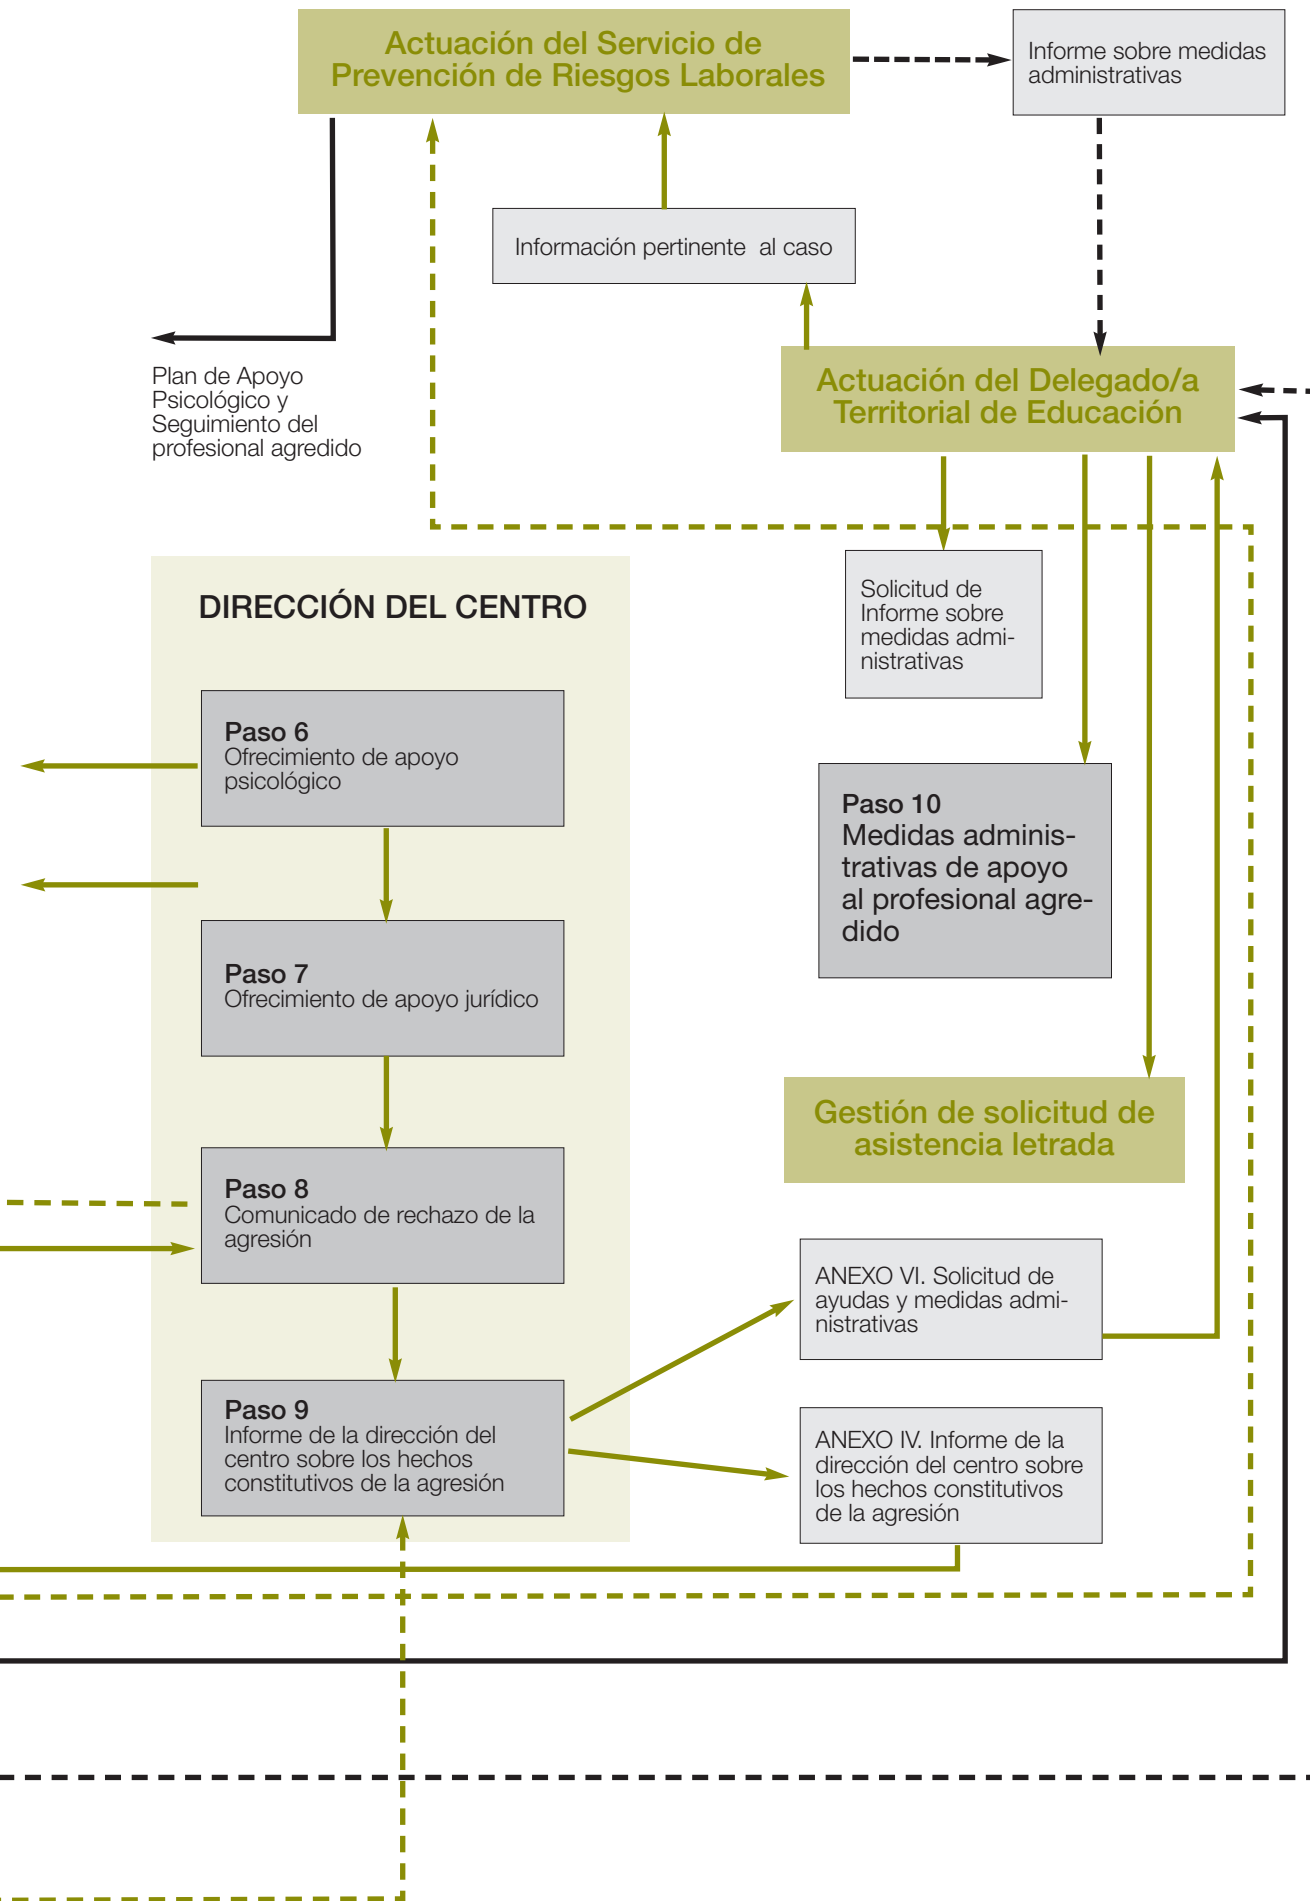 Actuación del Servicio de
Prevención de Riesgos Laborales
Informe sobre medidas
administrativas
Información pertinente al caso
Plan de Apoyo
Psicológico y
Seguimiento del
profesional agredido
Actuación del Delegado/a
Territorial de Educación
Solicitud de
Informe sobre
medidas admi-
nistrativas
DIRECCIÓN DEL CENTRO
Paso 6
Ofrecimiento de apoyo
psicológico
Paso 7
Ofrecimiento de apoyo jurídico
Paso 8
Comunicado de rechazo de la
agresión
Paso 9
Informe de la dirección del
centro sobre los hechos
constitutivos de la agresión
Paso 10
Medidas adminis-
trativas de apoyo
al profesional agre-
dido
Gestión de solicitud de
asistencia letrada
ANEXO VI. Solicitud de
ayudas y medidas admi-
nistrativas
ANEXO IV. Informe de la
dirección del centro sobre
los hechos constitutivos
de la agresión